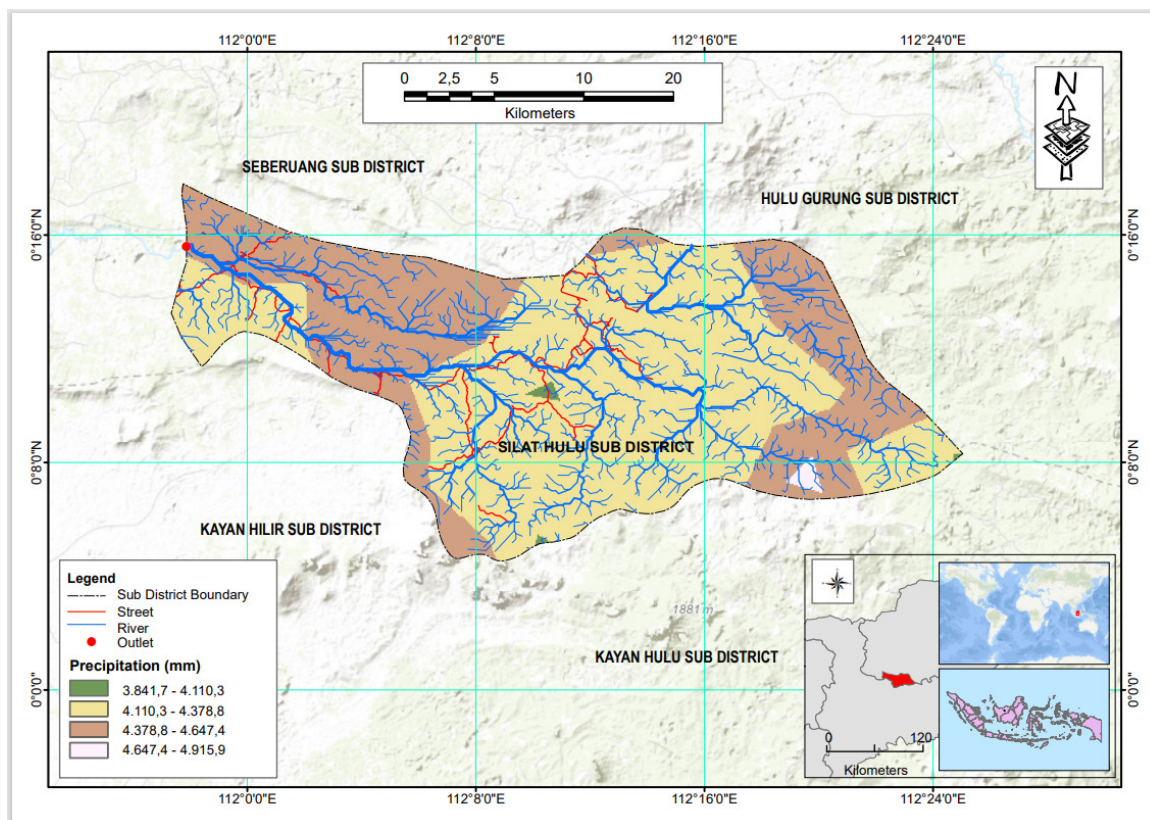 112°0'0"E 112°8'0"E 112°16'0"E 112°24'0"E
0 2,5 5 10 20
Kilometers
N
SEBERUANG SUB DISTRICT
HULU GURUNG SUB DISTRICT
0°16'0"N
0°16'0"N
SILAT HULU SUB DISTRICT
0°8'0"N
0°8'0"N
KAYAN HILIR SUB DISTRICT
1881 m
KAYAN HULU SUB DISTRICT
0°0'0"
0°0'0"
Legend
Sub District Boundary
Street
River
Outlet
Precipitation (mm)
3.841,7 - 4.110,3
4.110,3 - 4.378,8
4.378,8 - 4.647,4
4.647,4 - 4.915,9
0 120
Kilometers
112°0'0"E 112°8'0"E 112°16'0"E 112°24'0"E